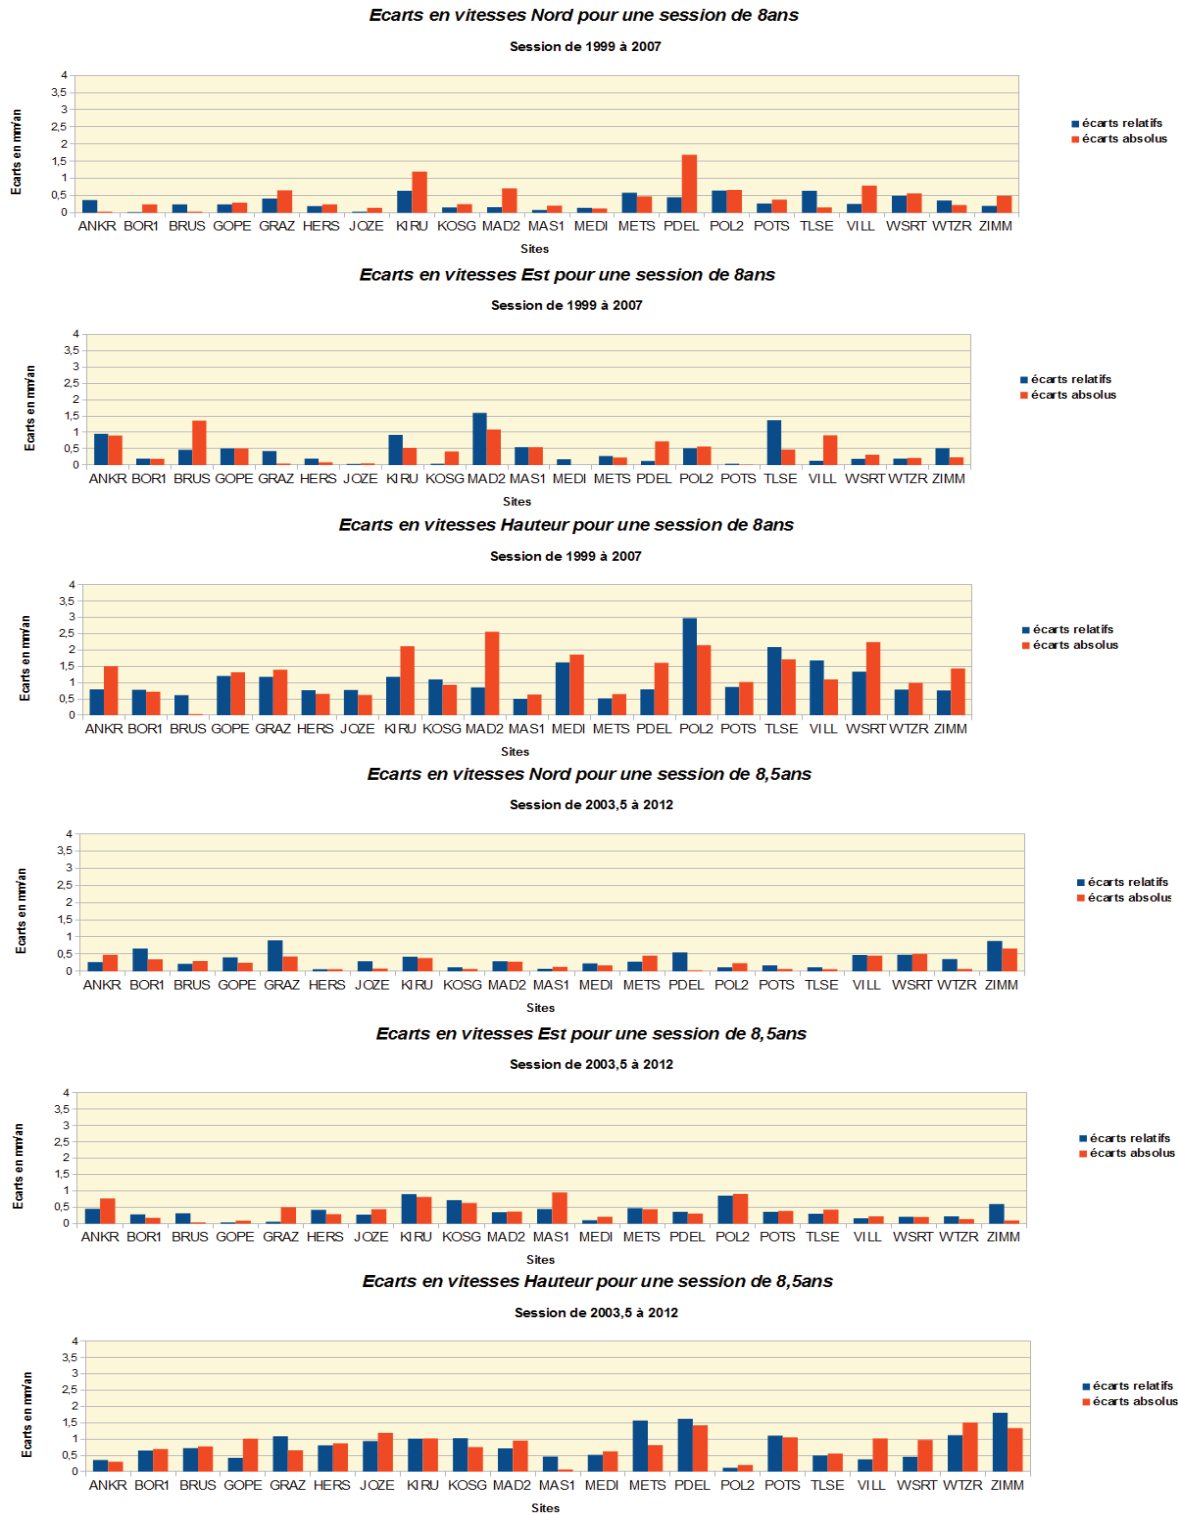 Ecarts en vitesses Nord pour une session de 8ans
Session de 1999 à 2007
Ecarts en mm/an
4
3,5
3
2,5
2
1,5
1
0,5
0
ANKR BOR1 BRUS GOPE GRAZ HERS JOZE KIRU KOSG MAD2 MAS1 MEDI METS PDEL POL2 POTS TLSE VILL WSRT WTZR ZIMM
Sites
écarts relatifs
écarts absolus
Ecarts en vitesses Est pour une session de 8ans
Session de 1999 à 2007
Ecarts en mm/an
4
3,5
3
2,5
2
1,5
1
0,5
0
ANKR BOR1 BRUS GOPE GRAZ HERS JOZE KIRU KOSG MAD2 MAS1 MEDI METS PDEL POL2 POTS TLSE VILL WSRT WTZR ZIMM
Sites
écarts relatifs
écarts absolus
Ecarts en vitesses Hauteur pour une session de 8ans
Session de 1999 à 2007
Ecarts en mm/an
4
3,5
3
2,5
2
1,5
1
0,5
0
ANKR BOR1 BRUS GOPE GRAZ HERS JOZE KIRU KOSG MAD2 MAS1 MEDI METS PDEL POL2 POTS TLSE VILL WSRT WTZR ZIMM
Sites
écarts relatifs
écarts absolus
Ecarts en vitesses Nord pour une session de 8,5ans
Session de 2003,5 à 2012
Ecarts en mm/an
4
3,5
3
2,5
2
1,5
1
0,5
0
ANKR BOR1 BRUS GOPE GRAZ HERS JOZE KIRU KOSG MAD2 MAS1 MEDI METS PDEL POL2 POTS TLSE VILL WSRT WTZR ZIMM
Sites
écarts relatifs
écarts absolus
Ecarts en vitesses Est pour une session de 8,5ans
Session de 2003,5 à 2012
Ecarts en mm/an
4
3,5
3
2,5
2
1,5
1
0,5
0
ANKR BOR1 BRUS GOPE GRAZ HERS JOZE KIRU KOSG MAD2 MAS1 MEDI METS PDEL POL2 POTS TLSE VILL WSRT WTZR ZIMM
Sites
écarts relatifs
écarts absolus
Ecarts en vitesses Hauteur pour une session de 8,5ans
Session de 2003,5 à 2012
Ecarts en mm/an
4
3,5
3
2,5
2
1,5
1
0,5
0
ANKR BOR1 BRUS GOPE GRAZ HERS JOZE KIRU KOSG MAD2 MAS1 MEDI METS PDEL POL2 POTS TLSE VILL WSRT WTZR ZIMM
Sites
écarts relatifs
écarts absolus